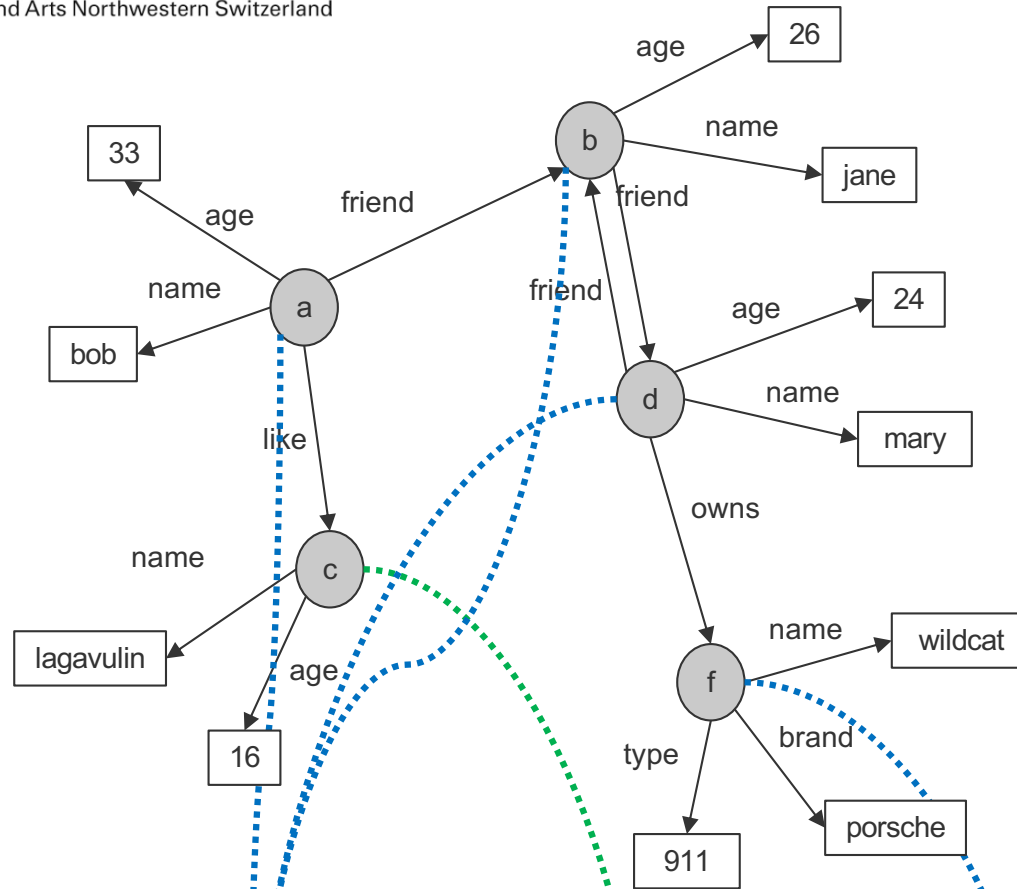 nd Arts Northwestern Switzerland
26
age
b
name
jane
33
friend
friend
age
a
name
friend
24
age
bob
d
name
mary
like
owns
name
c
name
wildcat
lagavulin
age
f
brand
type
16
porsche
911